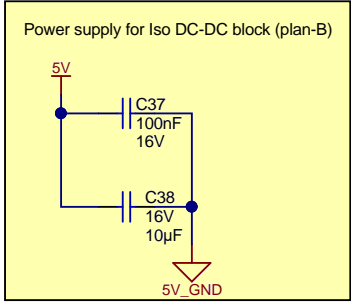 Power supply for Iso DC-DC block (plan-B)
5V
C37
100nF
16V
C38
16V
10µF
5V_GND